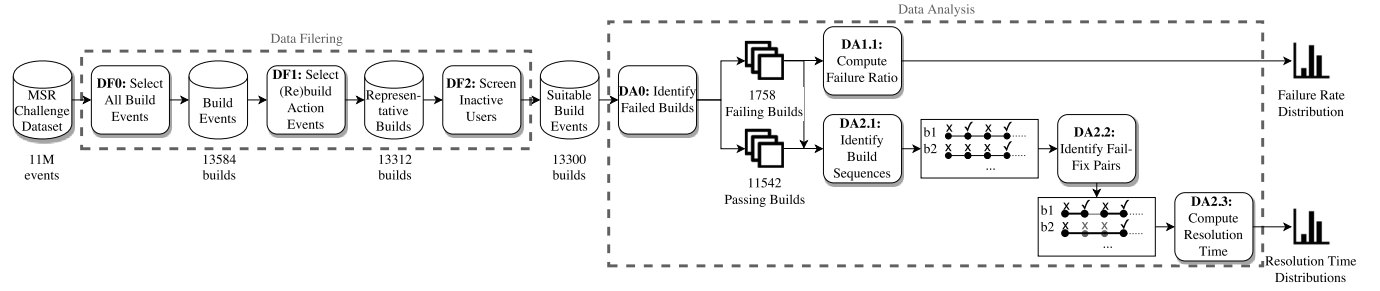 Data Filering
Data Analysis
MSR
Challenge
Dataset
11M
events
DF0: Select
All Build
Events
Build
Events
13584
builds
DF1: Select
(Re)build
Action
Events
Represen-
tative
Builds
13312
builds
DF2: Screen
Inactive
Users
Suitable
Build
Events
13300
builds
DA0: Identify
Failed Builds
1758
Failing Builds
11542
Passing Builds
DA1.1:
Compute
Failure Ratio
DA2.1:
Identify
Build
Sequences
b1 x ✓ x ✓ .....
b2 x x x ✓ .....
...
DA2.2:
Identify Fail-
Fix Pairs
b1 x ✓ x ✓ .....
b2 x x x ✓ .....
...
DA2.3:
Compute
Resolution
Time
Failure Rate
Distribution
Resolution Time
Distributions